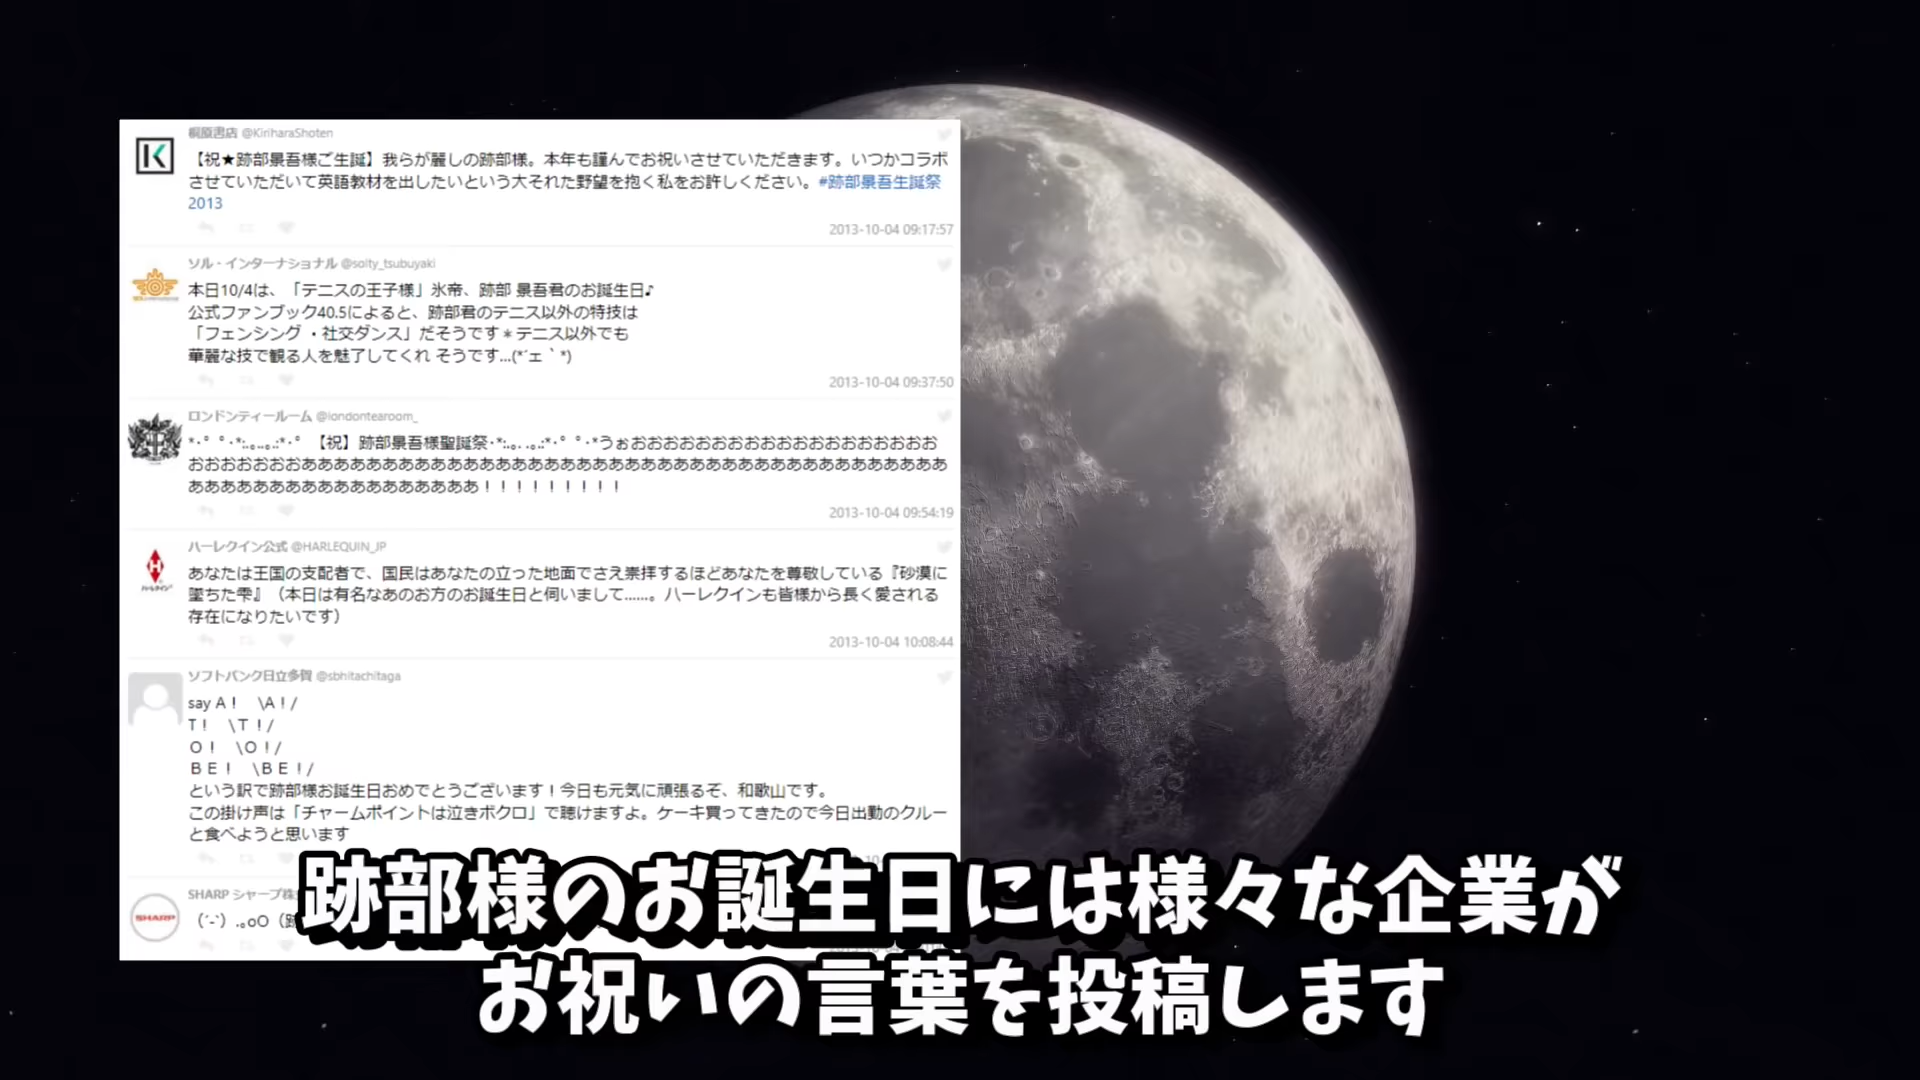 桐原書店 @KiriharaShoten
【祝★跡部景吾様ご生誕】我らが麗しの跡部様。本年も謹んでお祝いさせていただきます。いつかコラボ
させていただいて英語教材を出したいという大それた野望を抱く私をお許しください。#跡部景吾生誕祭
2013
2013-10-04 09:17:57
ソル・インターナショナル @solty_tsubuyaki
本日10/4は、「テニスの王子様」氷帝、跡部 景吾君のお誕生日♪
公式ファンブック40.5によると、跡部君のテニス以外の特技は
「フェンシング ・社交ダンス」だそうです＊テニス以外でも
華麗な技で観る人を魅了してくれ そうです...(*´ェ｀*)
2013-10-04 09:37:50
ロンドンティールーム @londontearoom_
*･゜ﾟ･*:.｡..｡.:*･゜ 【祝】跡部景吾様聖誕祭･*:.｡. .｡.:*･゜ﾟ･*うぉおおおおおおおおおおおおおおおおおおお
おおおおおおおあああああああああああああああああああああああああああああああああああああああああ
ああああああああああああああああああ！！！！！！！！！
2013-10-04 09:54:19
ハーレクイン公式 @HARLEQUIN_JP
あなたは王国の支配者で、国民はあなたの立った地面でさえ崇拝するほどあなたを尊敬している『砂漠に
墜ちた雫』（本日は有名なあのお方のお誕生日と伺いまして……。ハーレクインも皆様から長く愛される
存在になりたいです）
2013-10-04 10:08:44
ソフトバンク日立多賀 @sbhitachitaga
say A！ \A！/
T！ \T！/
O！ \O！/
BE！ \BE！/
という訳で跡部様お誕生日おめでとうございます！今日も元気に頑張るぞ、和歌山です。
この掛け声は「チャームポイントは泣きボクロ」で聴けますよ。ケーキ買ってきたので今日出勤のクルー
と食べようと思います
SHARP シャープ株
SHARP
(´-`) .｡oO（跡
跡部様のお誕生日には様々な企業が
お祝いの言葉を投稿します